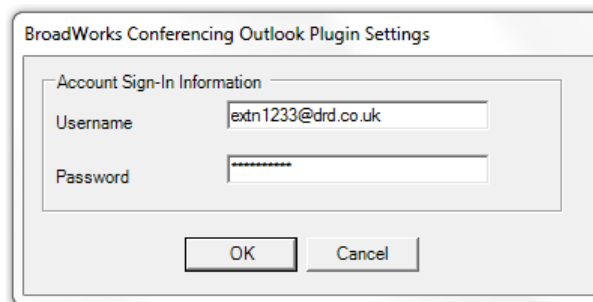 BroadWorks Conferencing Outlook Plugin Settings
Account Sign-In Information
Username extn1233@drd.co.uk
Password **********
OK Cancel